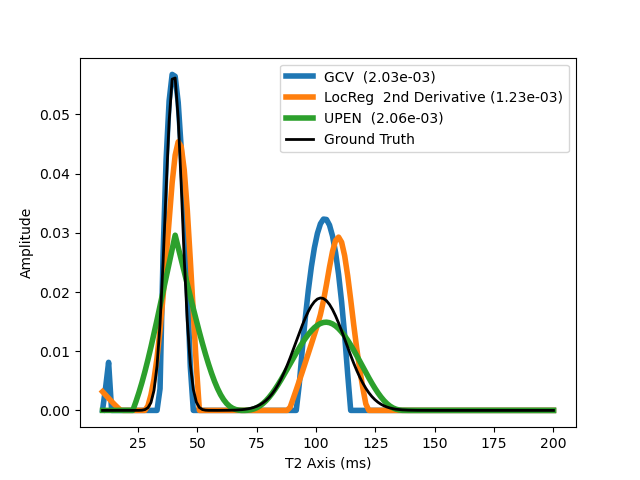 GCV (2.03e-03)
LocReg 2nd Derivative (1.23e-03)
UPEN (2.06e-03)
Ground Truth
Amplitude
0.05
0.04
0.03
0.02
0.01
0.00
25 50 75 100 125 150 175 200
T2 Axis (ms)